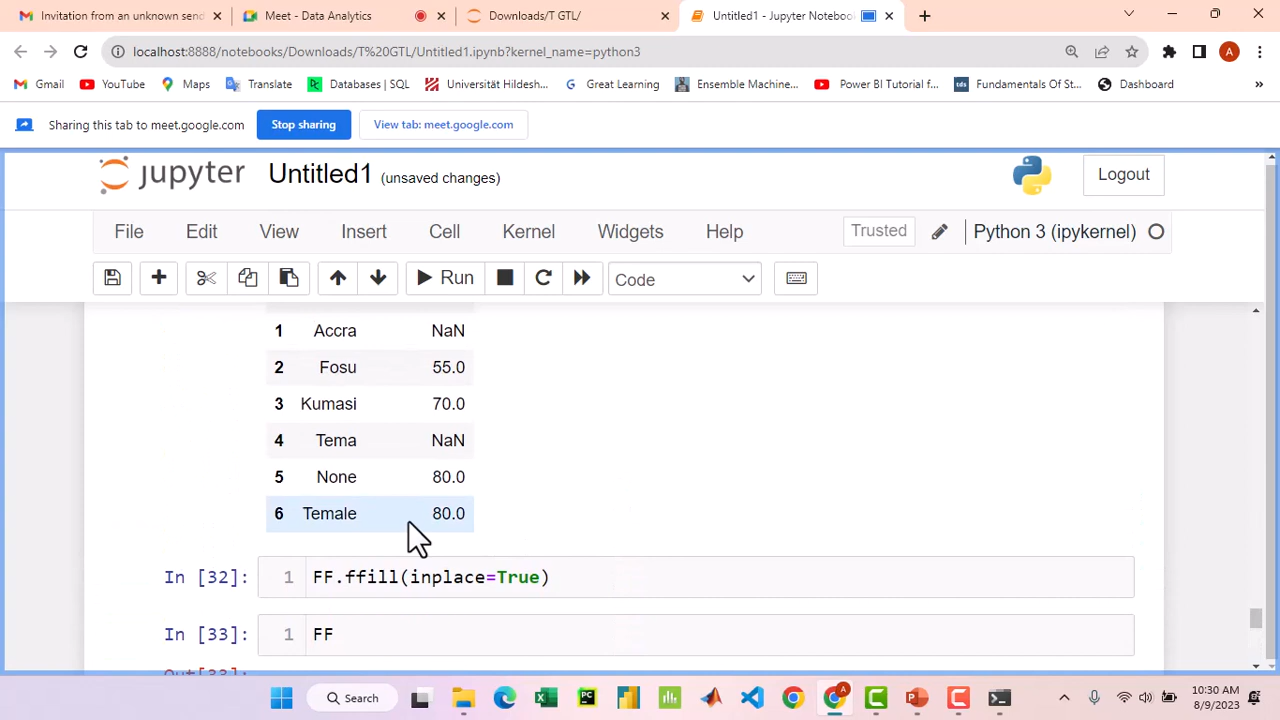 Invitation from an unknown send
Meet - Data Analytics
Downloads/T GTL/
Untitled1 - Jupyter Noteboo
localhost:8888/notebooks/Downloads/T%20GTL/Untitled1.ipynb?kernel_name=python3
A
Gmail
YouTube
Maps
Translate
Databases | SQL
Universität Hildesh...
Great Learning
Ensemble Machine...
Power BI Tutorial f...
Fundamentals Of St...
Dashboard
»
Sharing this tab to meet.google.com
Stop sharing
View tab: meet.google.com
jupyter Untitled1 (unsaved changes)
Logout
File Edit View Insert Cell Kernel Widgets Help
Trusted
Python 3 (ipykernel)
Run
Code
1 Accra NaN
2 Fosu 55.0
3 Kumasi 70.0
4 Tema NaN
5 None 80.0
6 Temale 80.0
In [32]: 1 FF.ffill(inplace=True)
In [33]: 1 FF
Out[33]:
Search
10:30 AM
8/9/2023